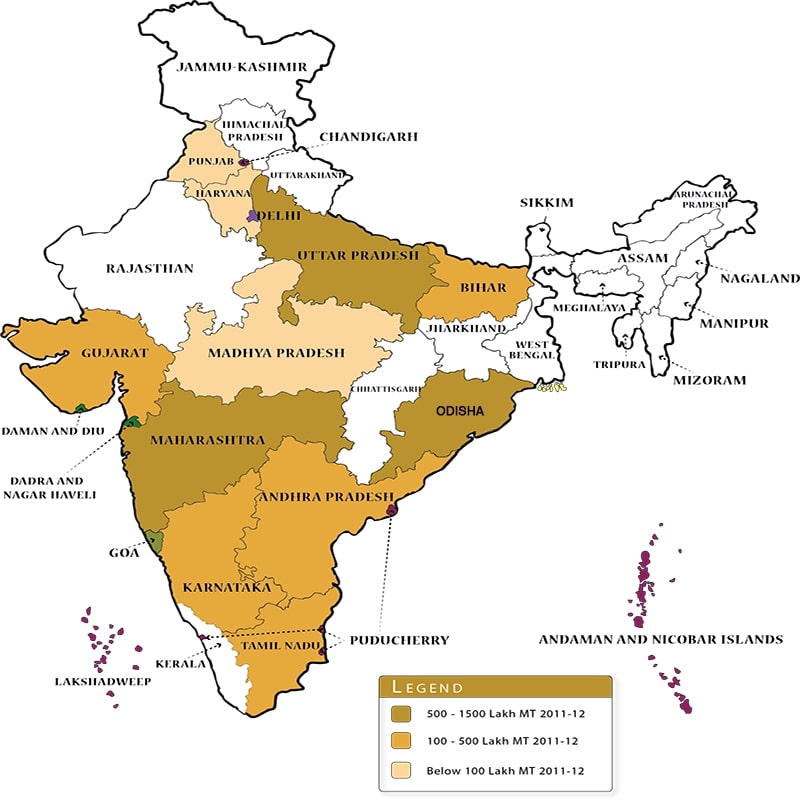 JAMMU-KASHMIR
HIMACHAL
PRADESH
CHANDIGARH
PUNJAB
UTTARAKHAND
HARYANA
DELHI
SIKKIM
ARUNACHAL
PRADESH
UTTAR PRADESH
ASSAM
RAJASTHAN
NAGALAND
BIHAR
MEGHALAYA
MANIPUR
JHARKHAND
GUJARAT
MADHYA PRADESH
WEST
BENGAL
TRIPURA
MIZORAM
CHHATTISGARH
ODISHA
DAMAN AND DIU
MAHARASHTRA
DADRA AND
NAGAR HAVELI
ANDHRA PRADESH
GOA
KARNATAKA
PUDUCHERRY
ANDAMAN AND NICOBAR ISLANDS
TAMIL NADU
KERALA
LAKSHADWEEP
LEGEND
500 - 1500 Lakh MT 2011-12
100 - 500 Lakh MT 2011-12
Below 100 Lakh MT 2011-12